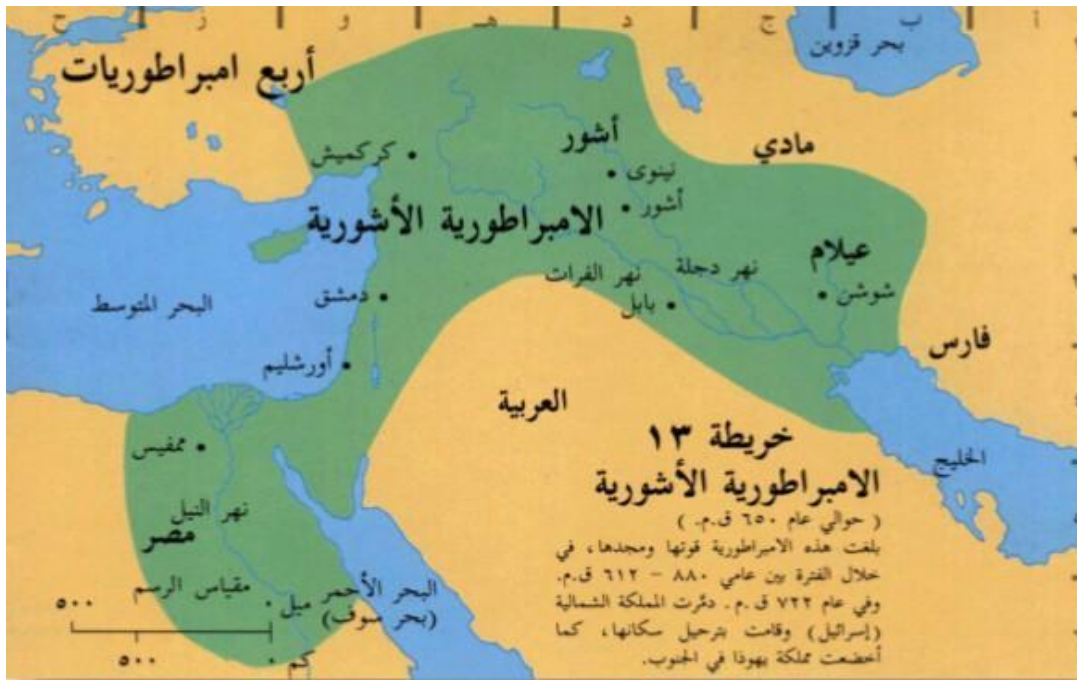 ح ز و هـ د ج ب أ
أربع امبراطوريات
بحر قزوين
أشور
مادي
كركميش
نينوى
أشور
الامبراطورية الأشورية
عيلام
نهر دجلة
شوشن
نهر الفرات
بابل
البحر المتوسط
دمشق
فارس
أورشليم
العربية
خريطة ١٣
ممفيس
الخليج
الامبراطورية الأشورية
نهر النيل
( حوالي عام ٦٥٠ ق.م. )
مصر
بلغت هذه الامبراطورية قوتها ومجدها، في
خلال الفترة بين عامي ٨٨٠ – ٦١٢ ق.م.
وفي عام ٧٢٢ ق.م. دمَّرت المملكة الشمالية
(إسرائيل) وقامت بترحيل سكانها، كما
أخضعت مملكة يهوذا في الجنوب.
البحر الأحمر
(بحر سوف)
مقياس الرسم
٥٠٠ ٠ ميل
٥٠٠ ٠ كم